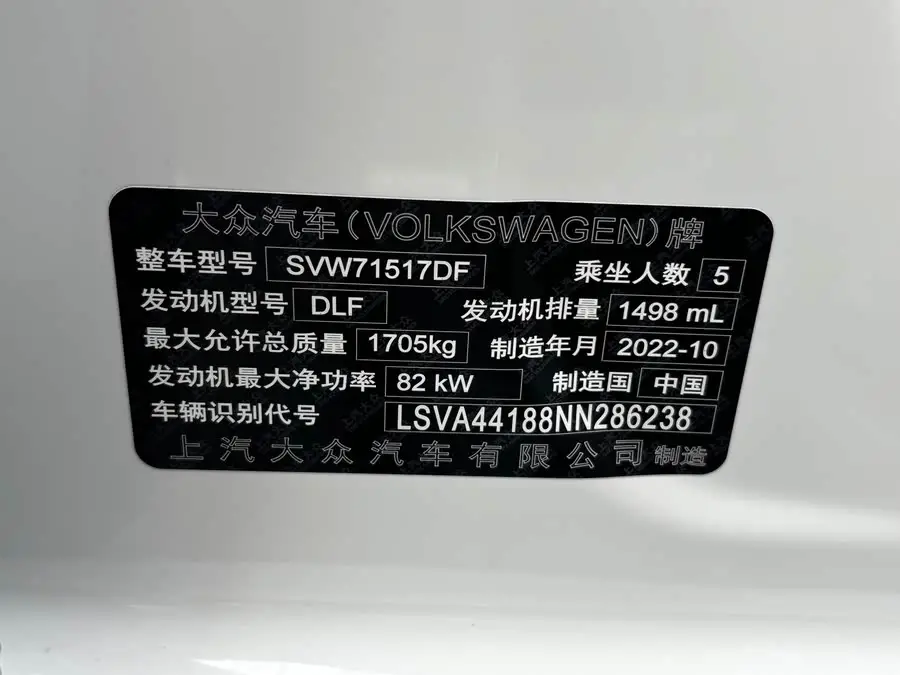 大众汽车(VOLKSWAGEN)牌
整车型号 SVW71517DF 乘坐人数 5
发动机型号 DLF 发动机排量 1498 mL
最大允许总质量 1705kg 制造年月 2022-10
发动机最大净功率 82 kW 制造国 中国
车辆识别代号 LSVA44188NN286238
上汽大众汽车有限公司 制造